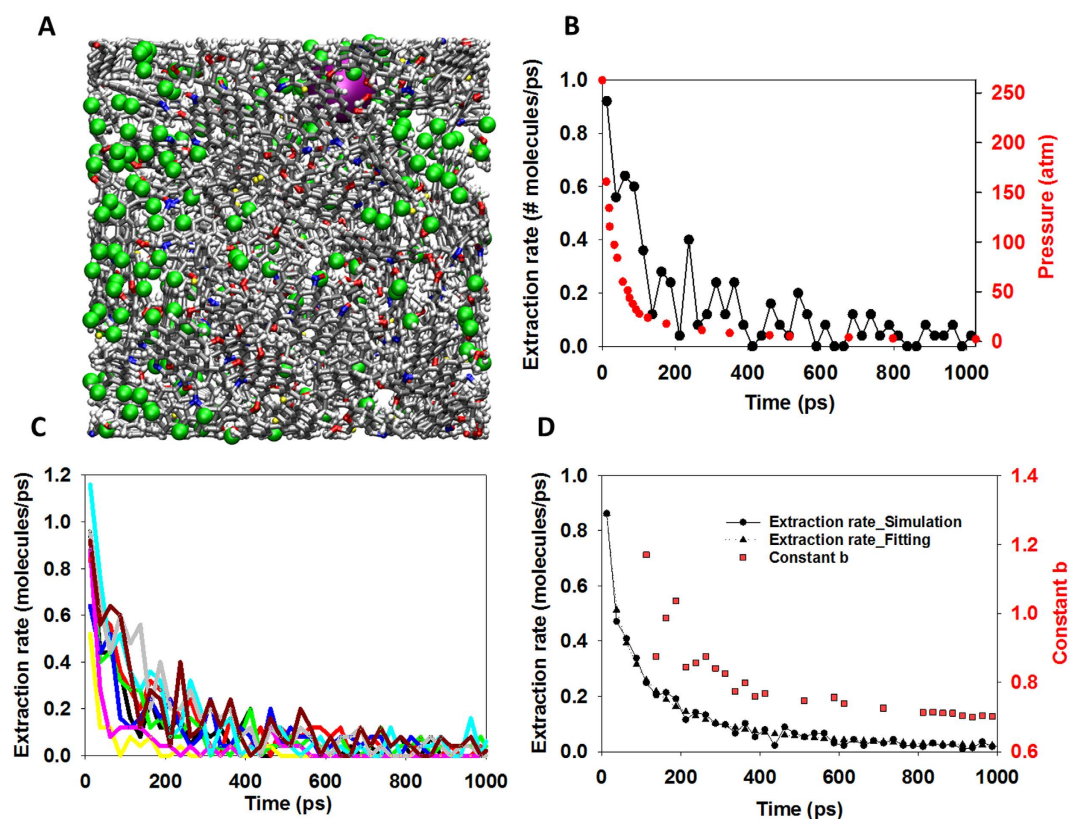 A
B
Extraction rate (# molecules/ps)
1.0
0.8
0.6
0.4
0.2
0.0
0 200 400 600 800 1000
Time (ps)
250
200
150
100
50
0
Pressure (atm)
C
Extraction rate (molecules/ps)
1.2
1.0
0.8
0.6
0.4
0.2
0.0
0 200 400 600 800 1000
Time (ps)
D
Extraction rate (molecules/ps)
1.0
0.8
0.6
0.4
0.2
0.0
Extraction rate_Simulation
Extraction rate_Fitting
Constant b
0 200 400 600 800 1000
Time (ps)
1.4
1.2
1.0
0.8
0.6
Constant b